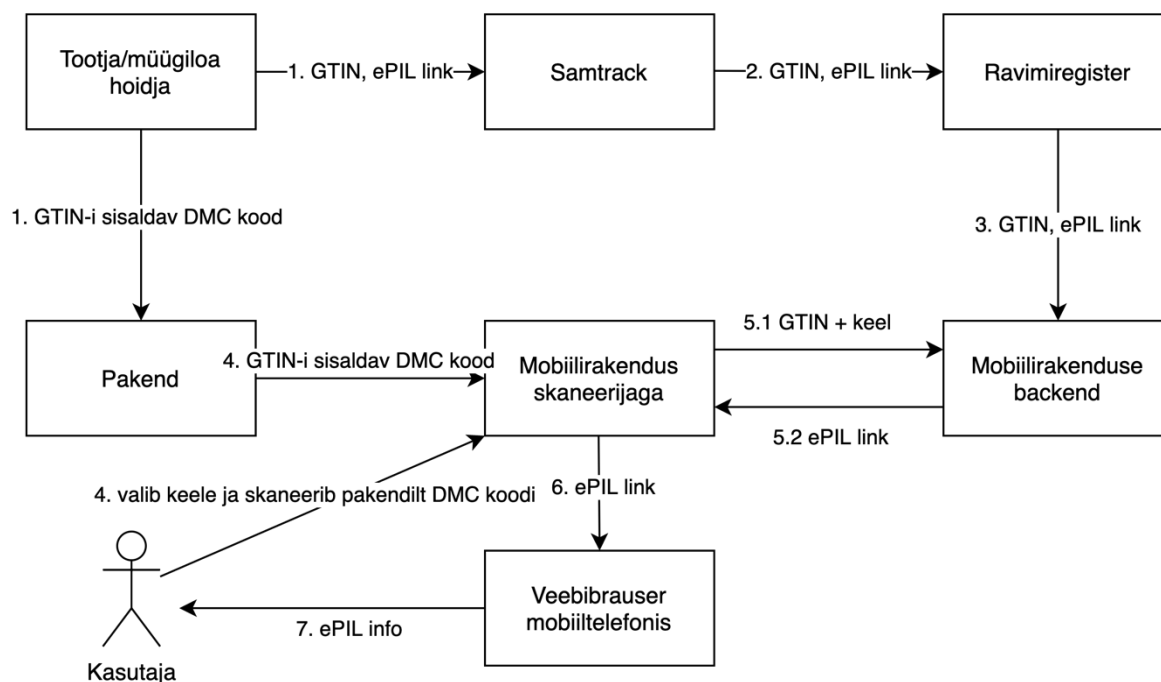 Tootja/müügiloa
hoidja
1. GTIN, ePIL link
Samtrack
2. GTIN, ePIL link
Ravimiregister
1. GTIN-i sisaldav DMC kood
3. GTIN, ePIL link
Pakend
4. GTIN-i sisaldav DMC kood
Mobiilirakendus
skaneerijaga
5.1 GTIN + keel
Mobiilirakenduse
backend
5.2 ePIL link
4. valib keele ja skaneerib pakendilt DMC koodi
6. ePIL link
Veebibrauser
mobiiltelefonis
7. ePIL info
Kasutaja